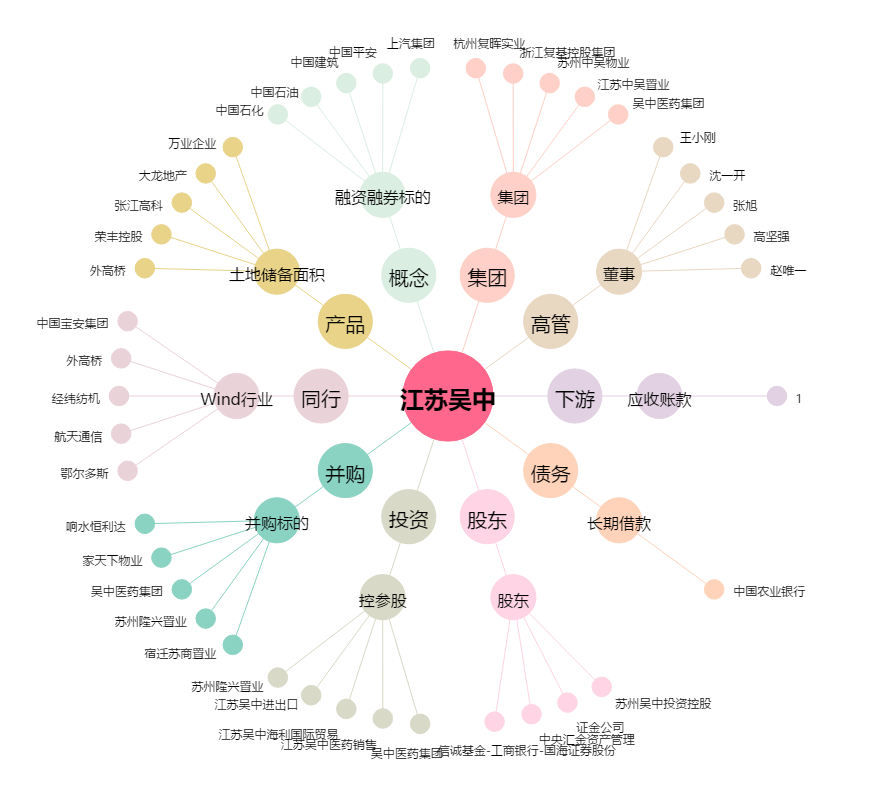 江苏吴中
集团
集团
杭州复晖实业
浙江复基控股集团
苏州中吴物业
江苏中吴置业
吴中医药集团
高管
董事
王小刚
沈一开
张旭
高坚强
赵唯一
下游
应收账款
1
债务
长期借款
中国农业银行
股东
股东
苏州吴中投资控股
证金公司
中央汇金资产管理
信诚基金-工商银行-国海证券股份
投资
控参股
吴中医药集团
江苏吴中医药销售
江苏吴中海利国际贸易
江苏吴中进出口
苏州隆兴置业
并购
并购标的
宿迁苏商置业
苏州隆兴置业
吴中医药集团
家天下物业
响水恒利达
同行
Wind行业
鄂尔多斯
航天通信
经纬纺机
外高桥
中国宝安集团
产品
土地储备面积
外高桥
荣丰控股
张江高科
大龙地产
万业企业
概念
融资融券标的
中国石化
中国石油
中国建筑
中国平安
上汽集团